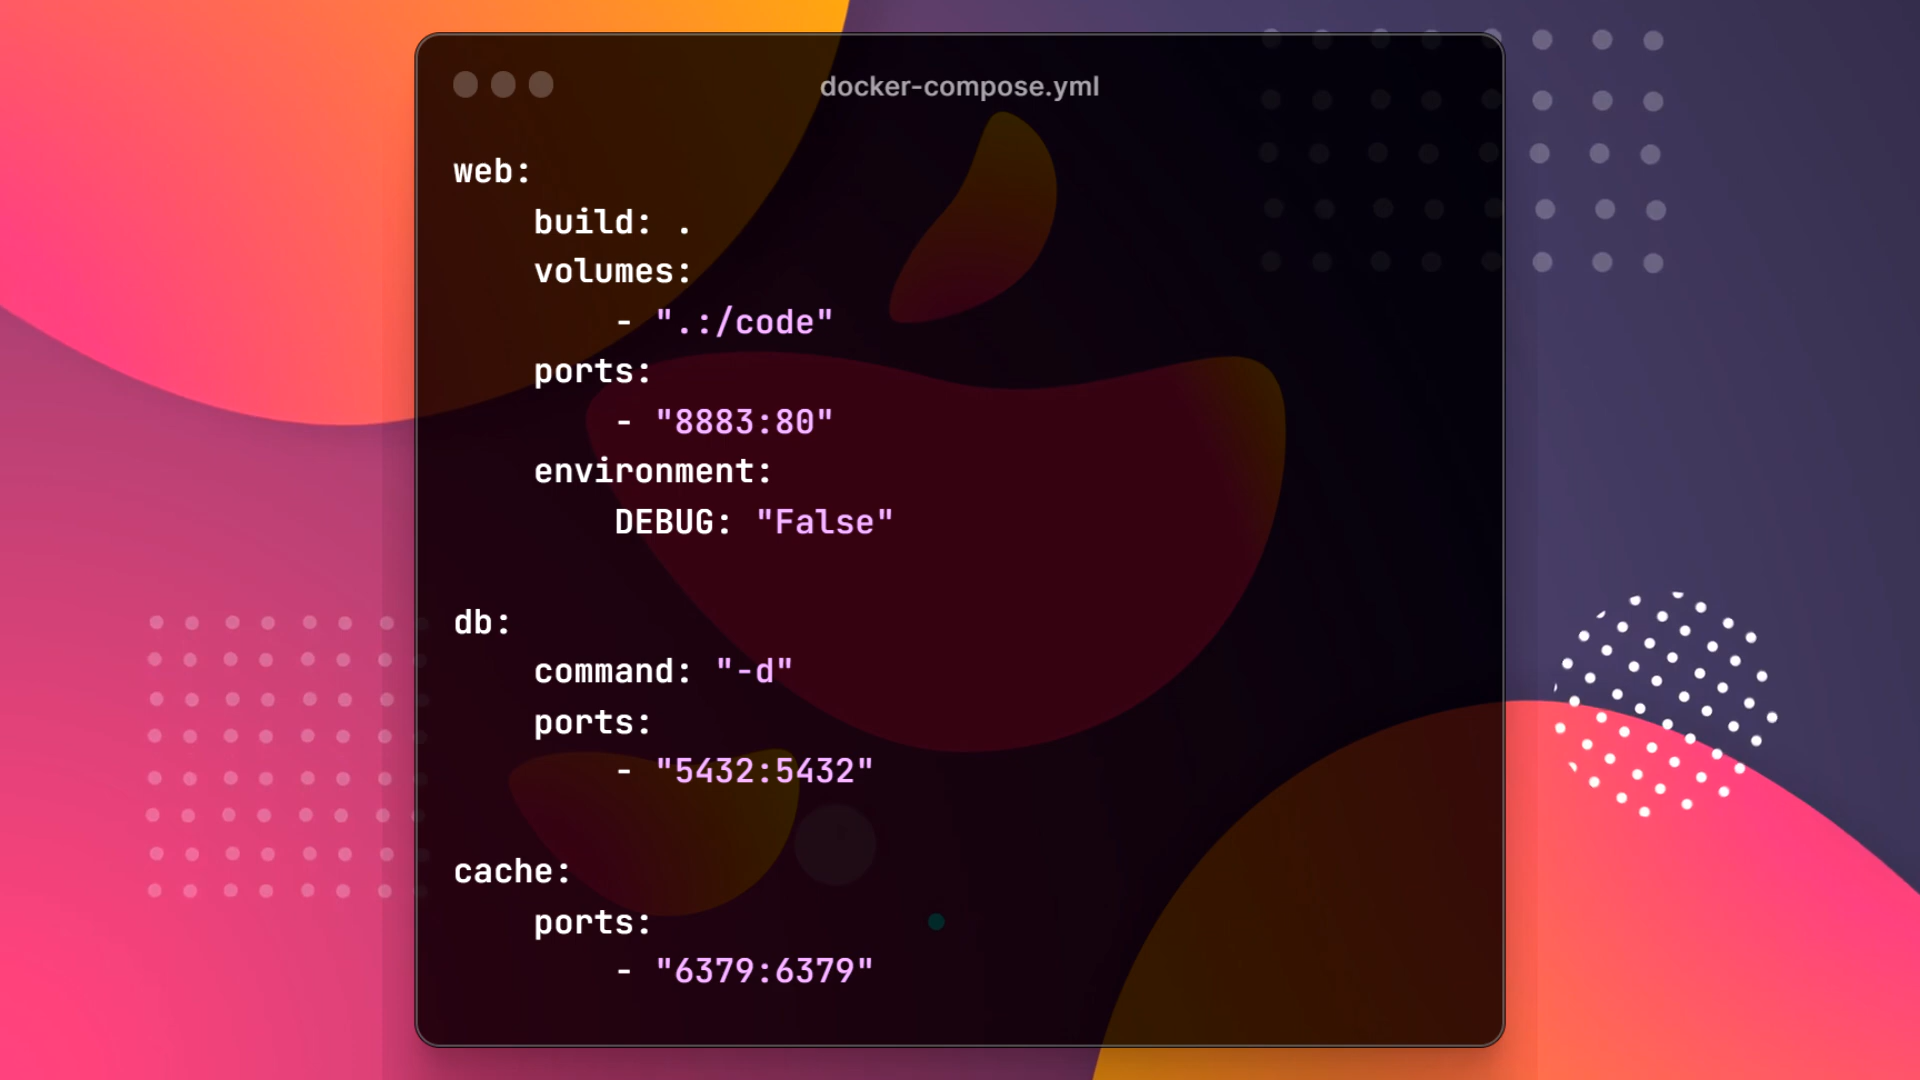 docker-compose.yml
web:
    build: .
    volumes:
        - ".:/code"
    ports:
        - "8883:80"
    environment:
        DEBUG: "False"

db:
    command: "-d"
    ports:
        - "5432:5432"

cache:
    ports:
        - "6379:6379"